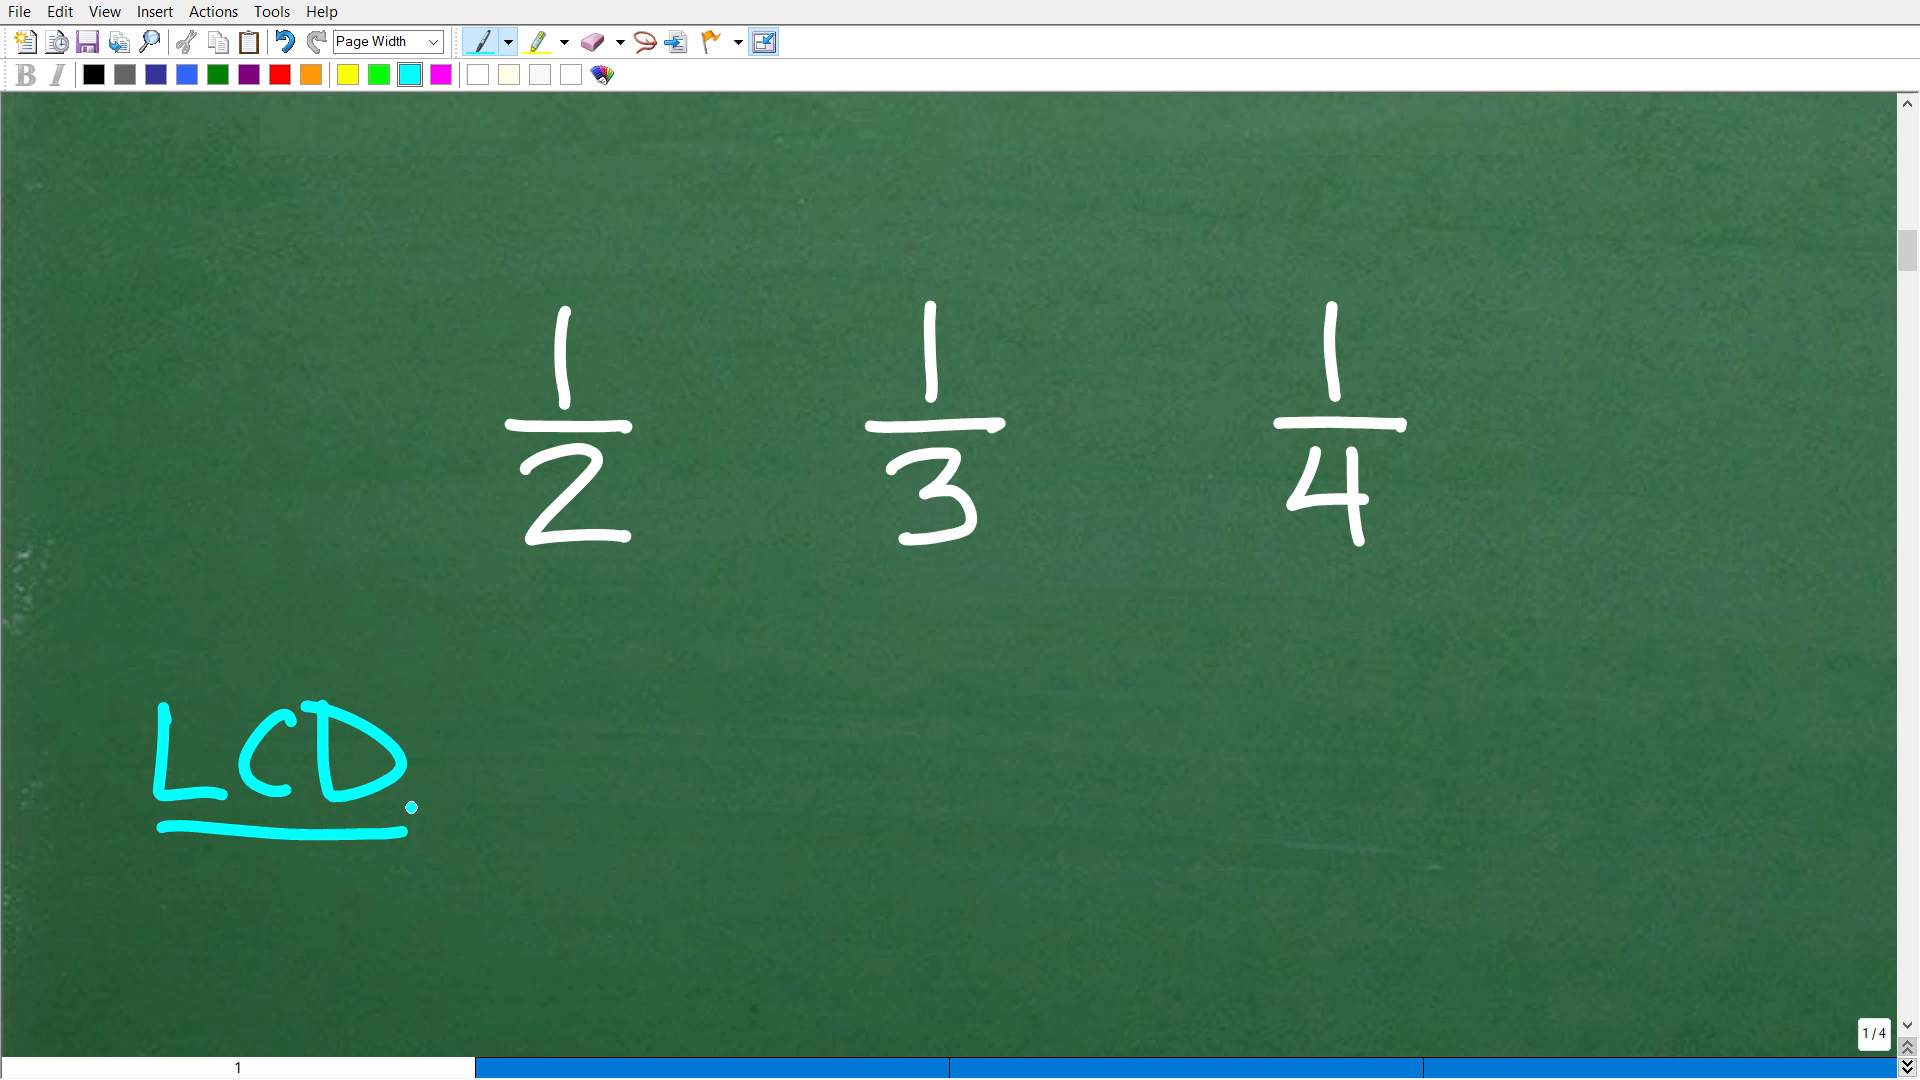 File Edit View Insert Actions Tools Help
Page Width
B I
1 1 1
2 3 4
LCD
1 / 4
1